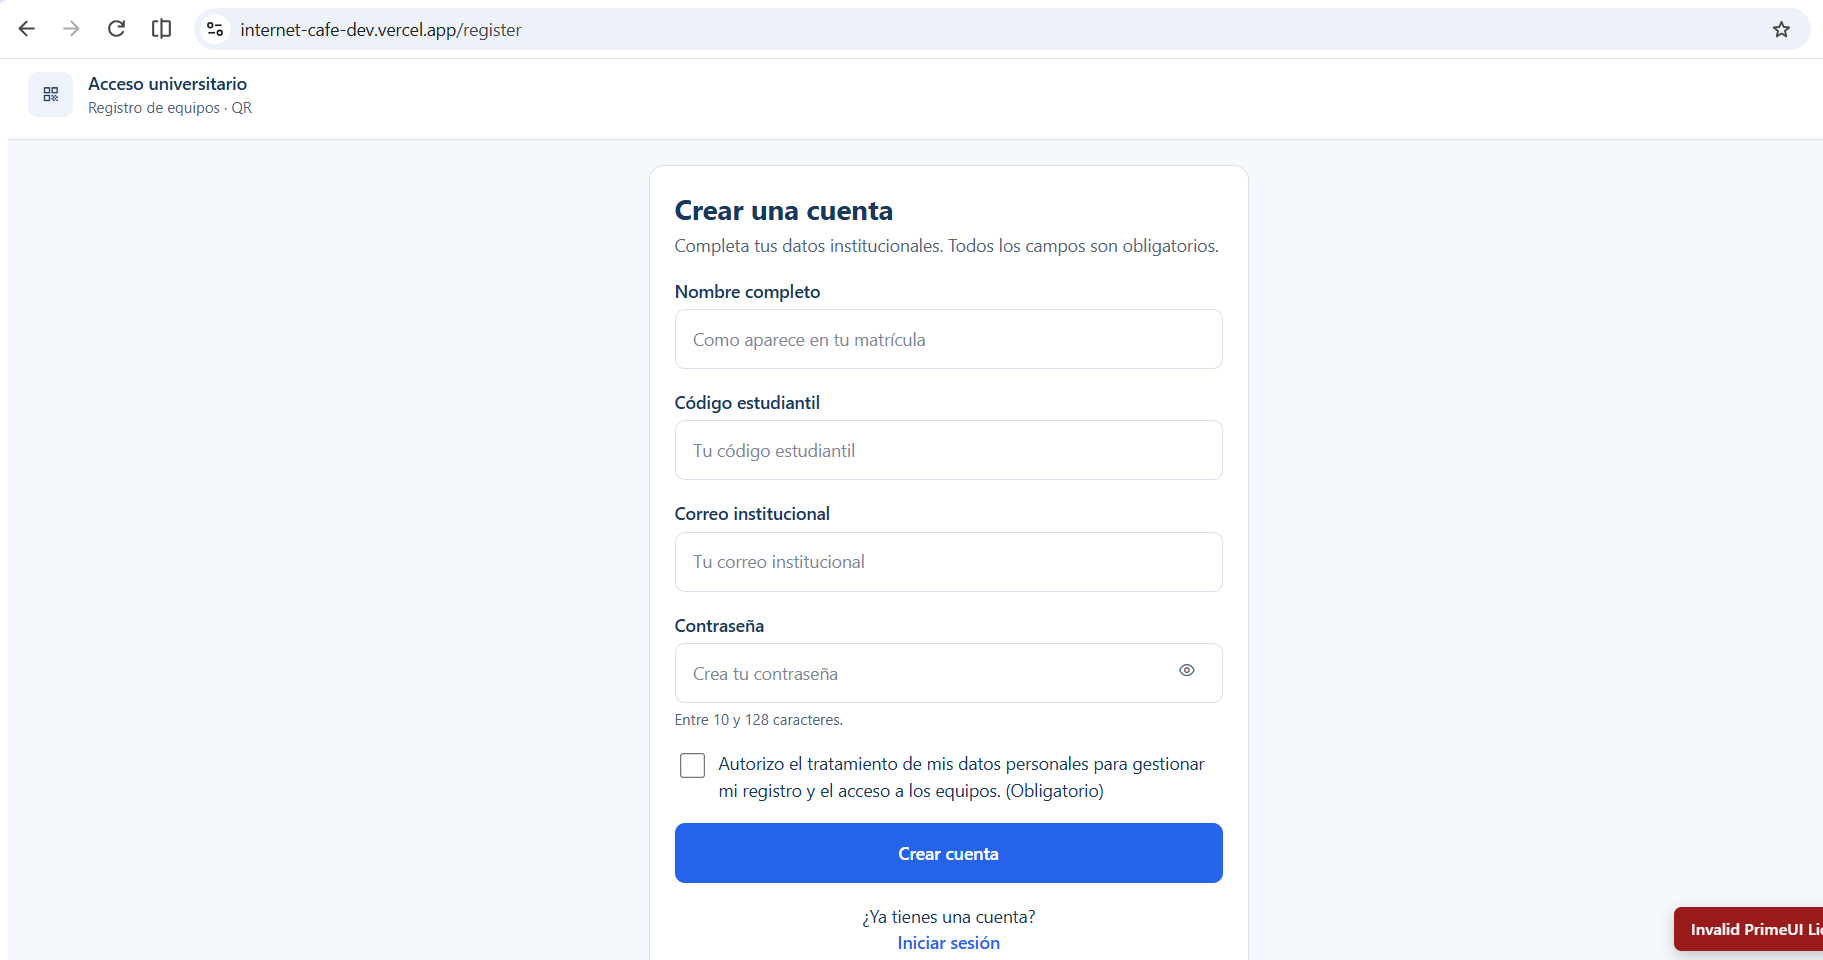 internet-cafe-dev.vercel.app/register
Acceso universitario
Registro de equipos · QR
Crear una cuenta
Completa tus datos institucionales. Todos los campos son obligatorios.
Nombre completo
Como aparece en tu matrícula
Código estudiantil
Tu código estudiantil
Correo institucional
Tu correo institucional
Contraseña
Crea tu contraseña
Entre 10 y 128 caracteres.
Autorizo el tratamiento de mis datos personales para gestionar
mi registro y el acceso a los equipos. (Obligatorio)
Crear cuenta
¿Ya tienes una cuenta?
Iniciar sesión
Invalid PrimeUI